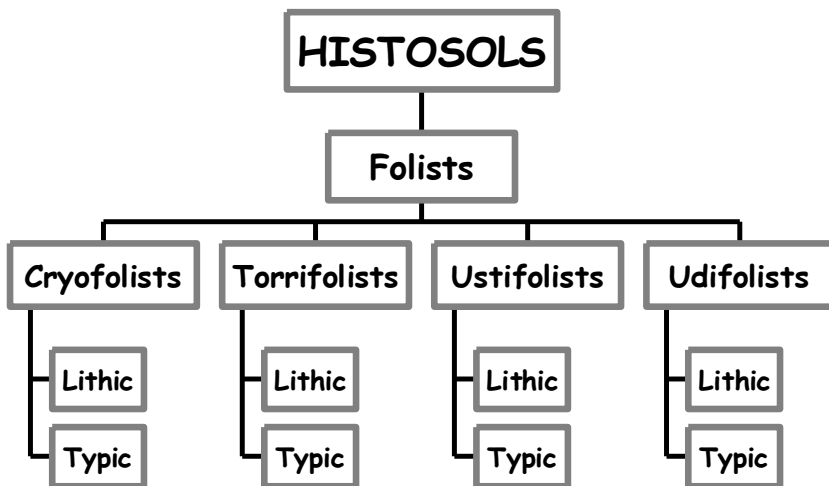 HISTOSOLS
Folists
Cryofolists
Torrifolists
Ustifolists
Udifolists
Lithic
Lithic
Lithic
Lithic
Typic
Typic
Typic
Typic